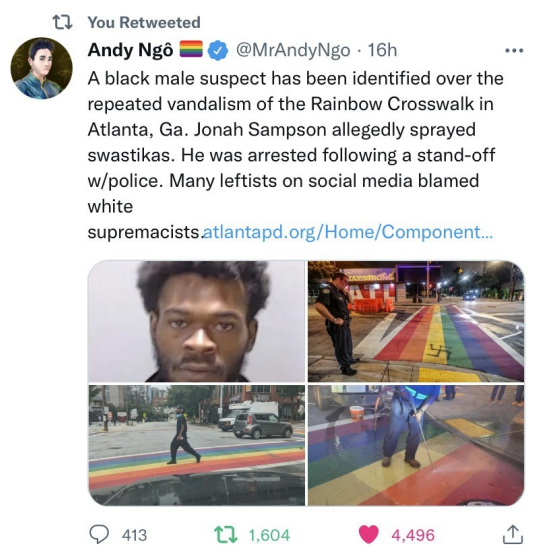 You Retweeted
Andy Ngô 🏳️‍🌈 @MrAndyNgo · 16h
A black male suspect has been identified over the
repeated vandalism of the Rainbow Crosswalk in
Atlanta, Ga. Jonah Sampson allegedly sprayed
swastikas. He was arrested following a stand-off
w/police. Many leftists on social media blamed
white
supremacists.atlantapd.org/Home/Component...
413
1,604
4,496